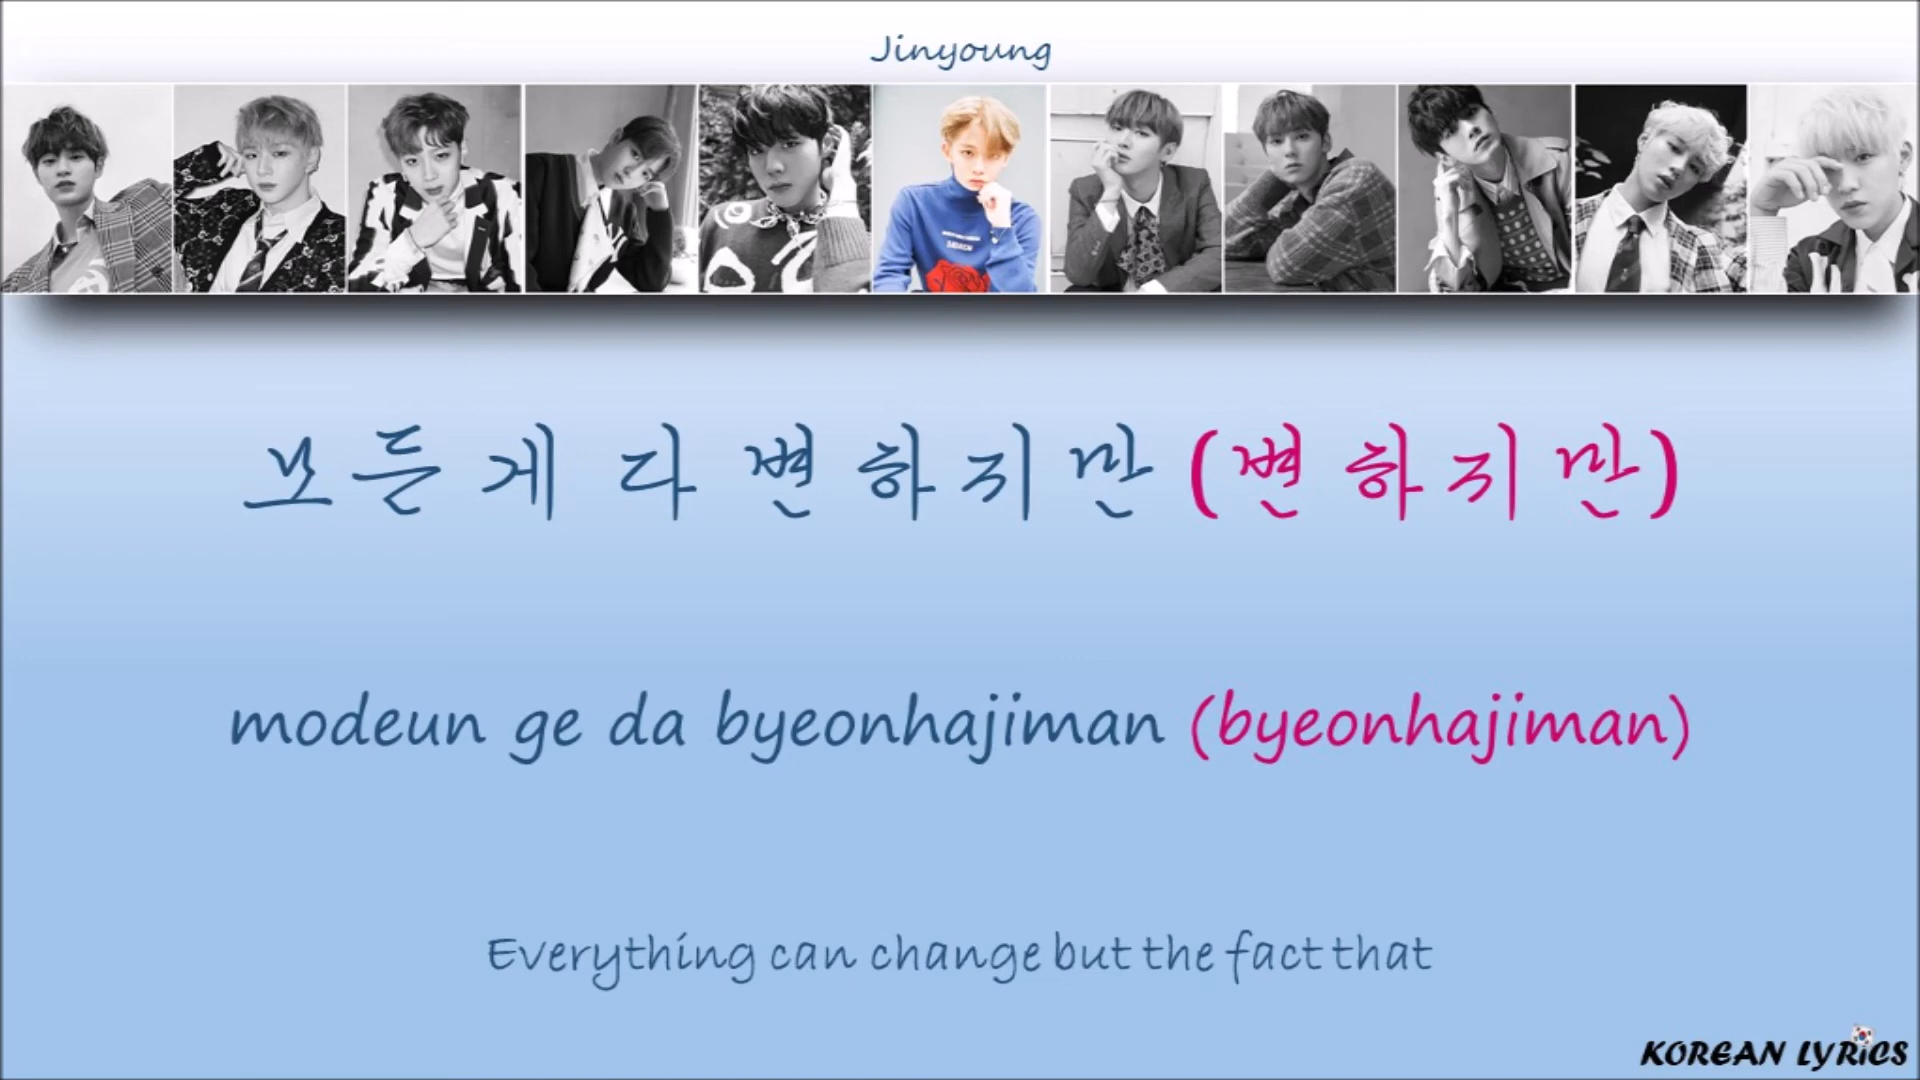 Jinyoung
모든 게 다 변하지만 (변하지만)
modeun ge da byeonhajiman (byeonhajiman)
Everything can change but the fact that
KOREAN LYRICS